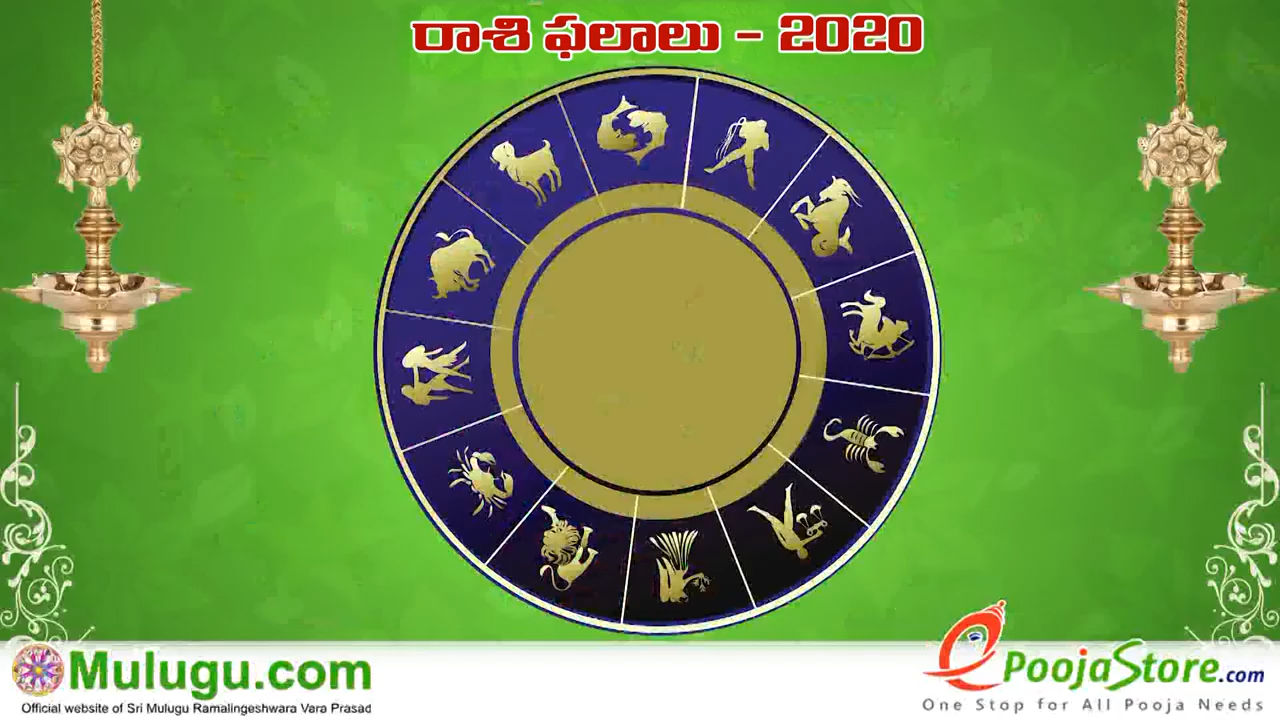 రాశి ఫలాలు - 2020
Mulugu.com
Official website of Sri Mulugu Ramalingeshwara Vara Prasad
ePoojaStore.com
One Stop for All Pooja Needs